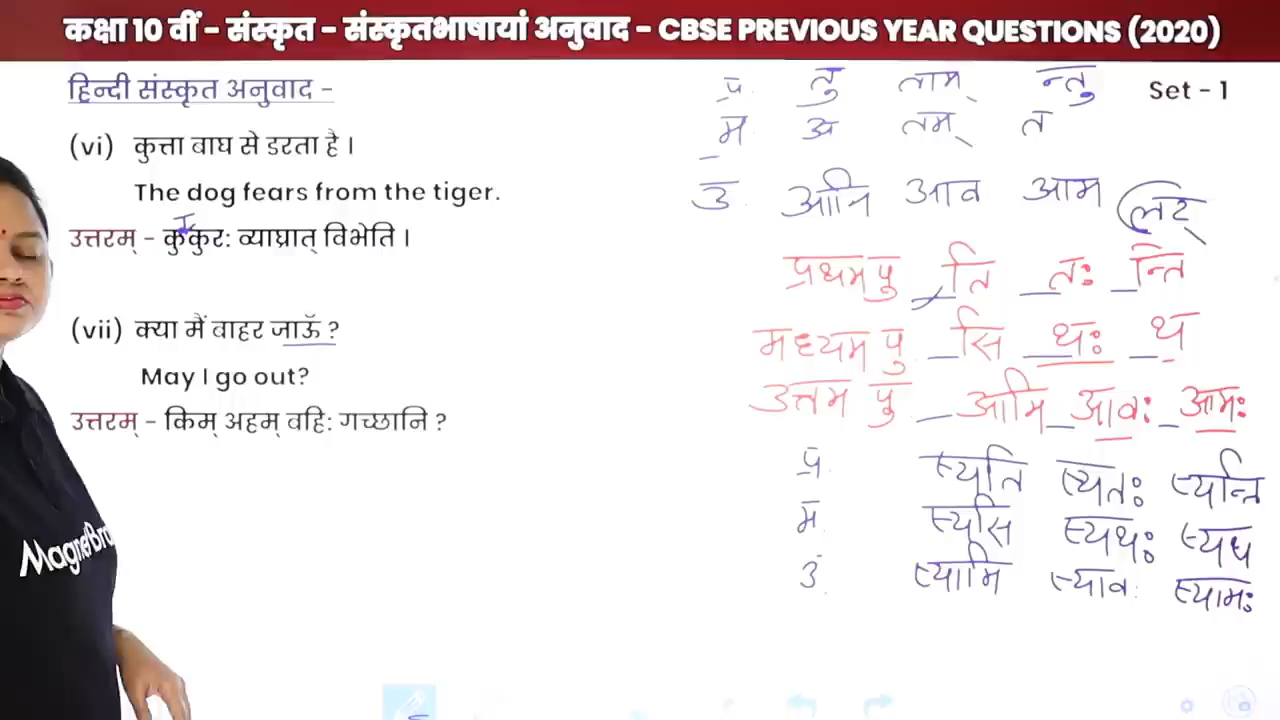 कक्षा 10 वीं - संस्कृत - संस्कृतभाषायां अनुवाद - CBSE PREVIOUS YEAR QUESTIONS (2020)
हिन्दी संस्कृत अनुवाद -
Set - 1
(vi) कुत्ता बाघ से डरता है ।
The dog fears from the tiger.
उत्तरम् - कुकुरः व्याघ्रात् विभेति ।
(vii) क्या मैं बाहर जाऊँ ?
May I go out?
उत्तरम् - किम् अहम् बहिः गच्छानि ?
प्र. तु ताम् न्तु
म अ तम् त
उ आनि आव आम
लट्
प्रथम पु ति तः न्ति
मध्यम पु सि थः थ
उत्तम पु आमि आवः आमः
प्र. स्यति स्यतः स्यन्ति
म. स्यसि स्यथः स्यथ
उ. स्यामि स्यावः स्यामः